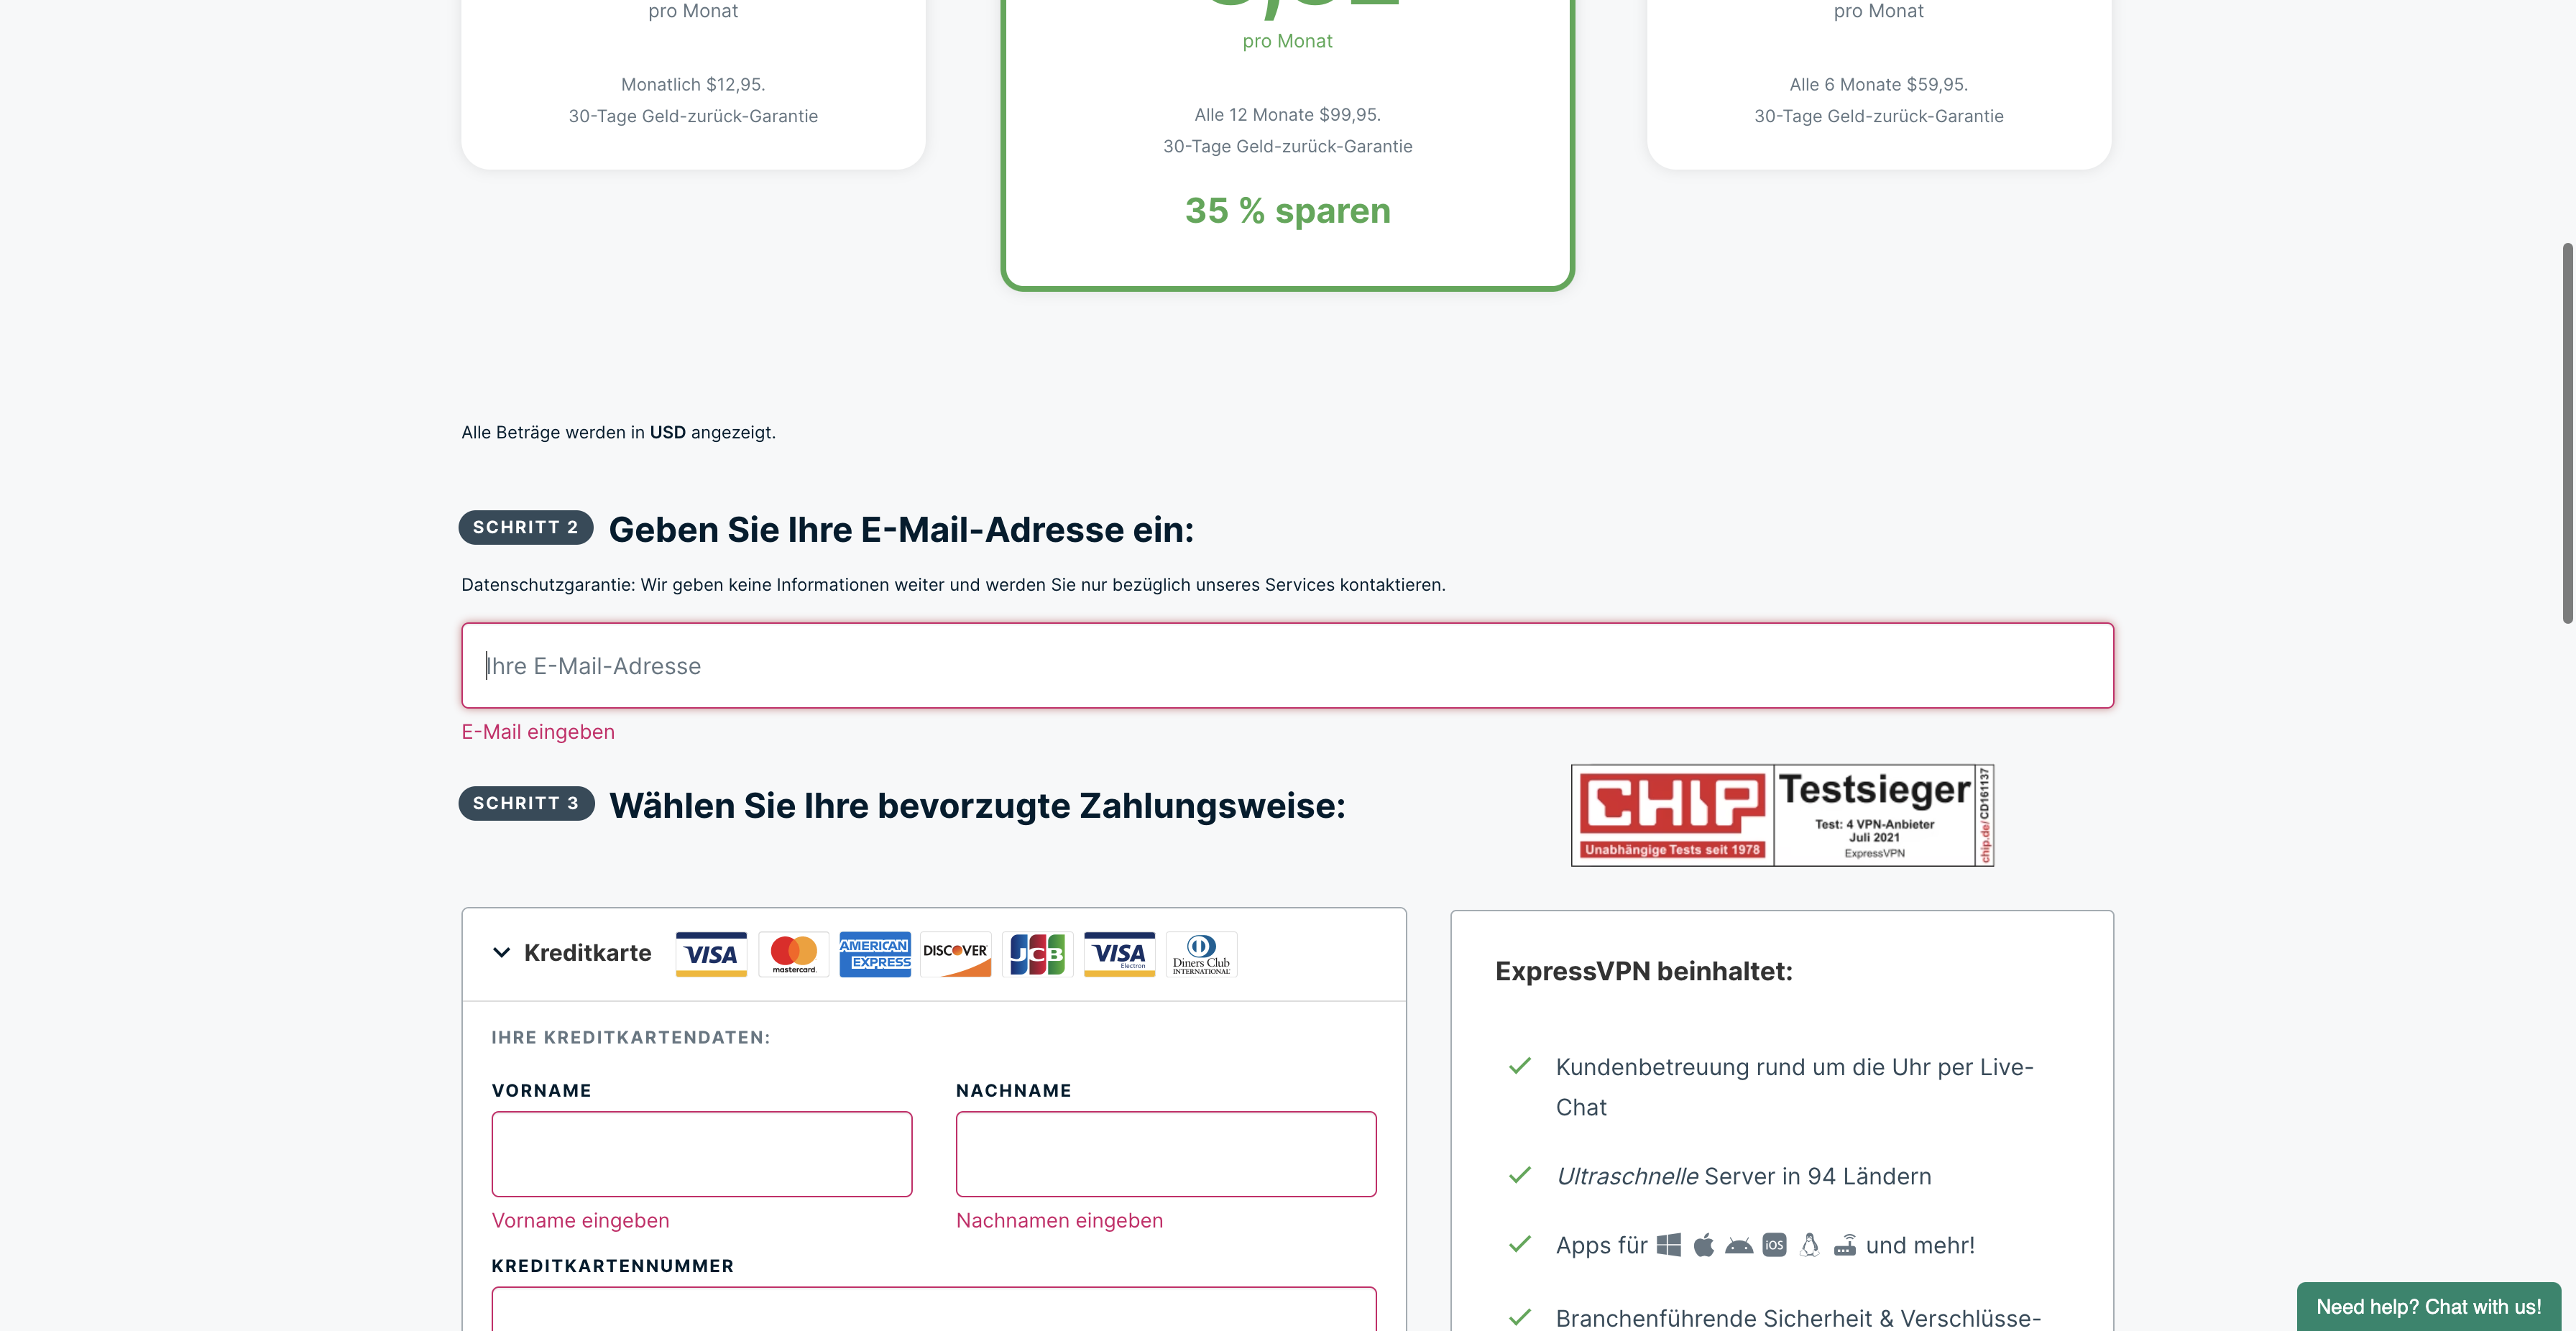 pro Monat
Monatlich $12,95.
30-Tage Geld-zurück-Garantie
pro Monat
Alle 12 Monate $99,95.
30-Tage Geld-zurück-Garantie
35 % sparen
pro Monat
Alle 6 Monate $59,95.
30-Tage Geld-zurück-Garantie
Alle Beträge werden in USD angezeigt.
SCHRITT 2 Geben Sie Ihre E-Mail-Adresse ein:
Datenschutzgarantie: Wir geben keine Informationen weiter und werden Sie nur bezüglich unseres Services kontaktieren.
Ihre E-Mail-Adresse
E-Mail eingeben
SCHRITT 3 Wählen Sie Ihre bevorzugte Zahlungsweise:
CHIP
Unabhängige Tests seit 1978
Testsieger
Test: 4 VPN-Anbieter
Juli 2021
ExpressVPN
chip.de/ CD161137
Kreditkarte
VISA
mastercard.
AMERICAN
EXPRESS
DISCOVER
JCB
VISA
Electron
Diners Club
INTERNATIONAL
IHRE KREDITKARTENDATEN:
VORNAME
NACHNAME
Vorname eingeben
Nachnamen eingeben
KREDITKARTENNUMMER
ExpressVPN beinhaltet:
Kundenbetreuung rund um die Uhr per Live-
Chat
Ultraschnelle Server in 94 Ländern
Apps für iOS und mehr!
Branchenführende Sicherheit & Verschlüsse-
Need help? Chat with us!